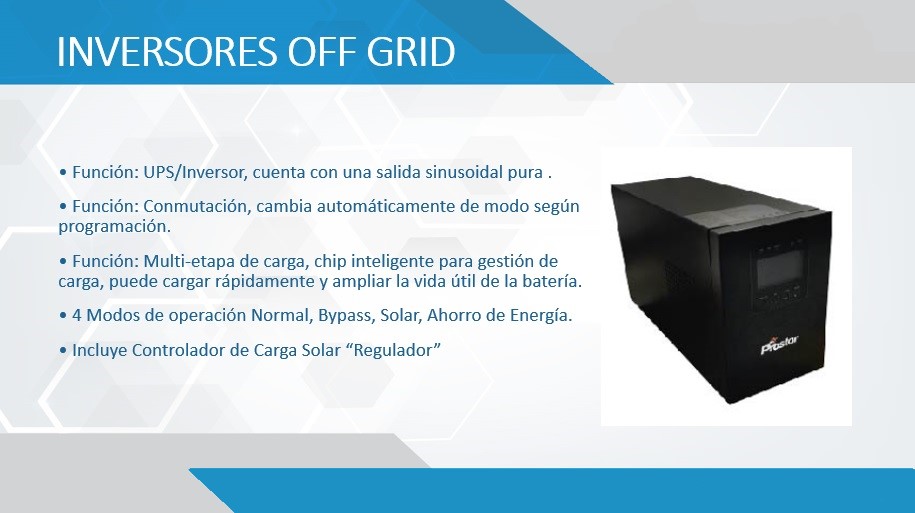 INVERSORES OFF GRID
• Función: UPS/Inversor, cuenta con una salida sinusoidal pura .
• Función: Conmutación, cambia automáticamente de modo según
programación.
• Función: Multi-etapa de carga, chip inteligente para gestión de
carga, puede cargar rápidamente y ampliar la vida útil de la batería.
• 4 Modos de operación Normal, Bypass, Solar, Ahorro de Energía.
• Incluye Controlador de Carga Solar “Regulador”
Prostar